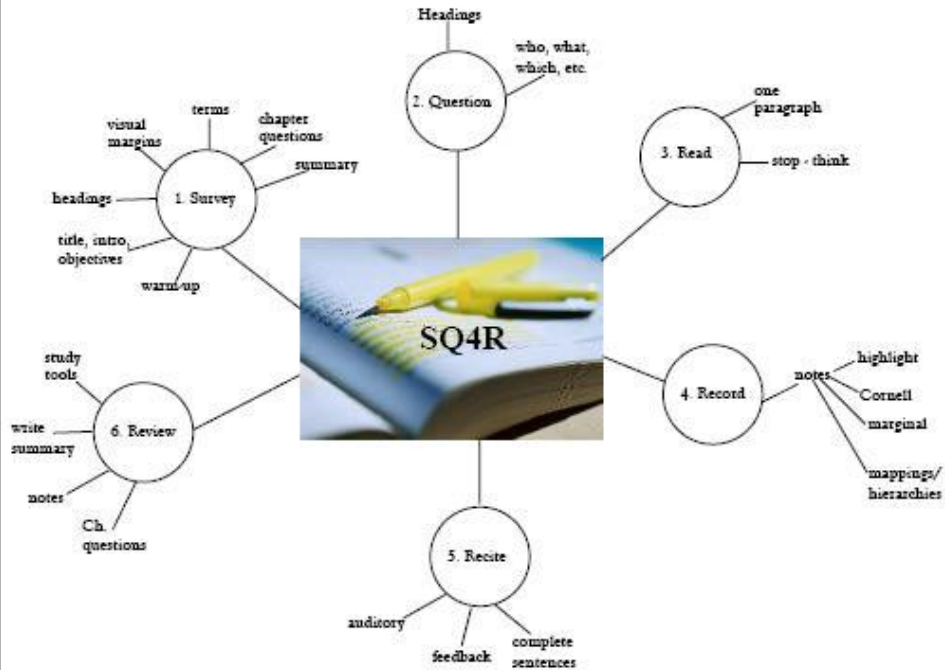 SQ4R
1. Survey
terms
chapter
questions
summary
visual
margins
headings
title, intro,
objectives
warm-up
2. Question
Headings
who, what,
which, etc.
3. Read
one
paragraph
stop - think
4. Record
notes
highlight
Cornell
marginal
mappings/
hierarchies
5. Recite
auditory
feedback
complete
sentences
6. Review
study
tools
write
summary
notes
Ch.
questions